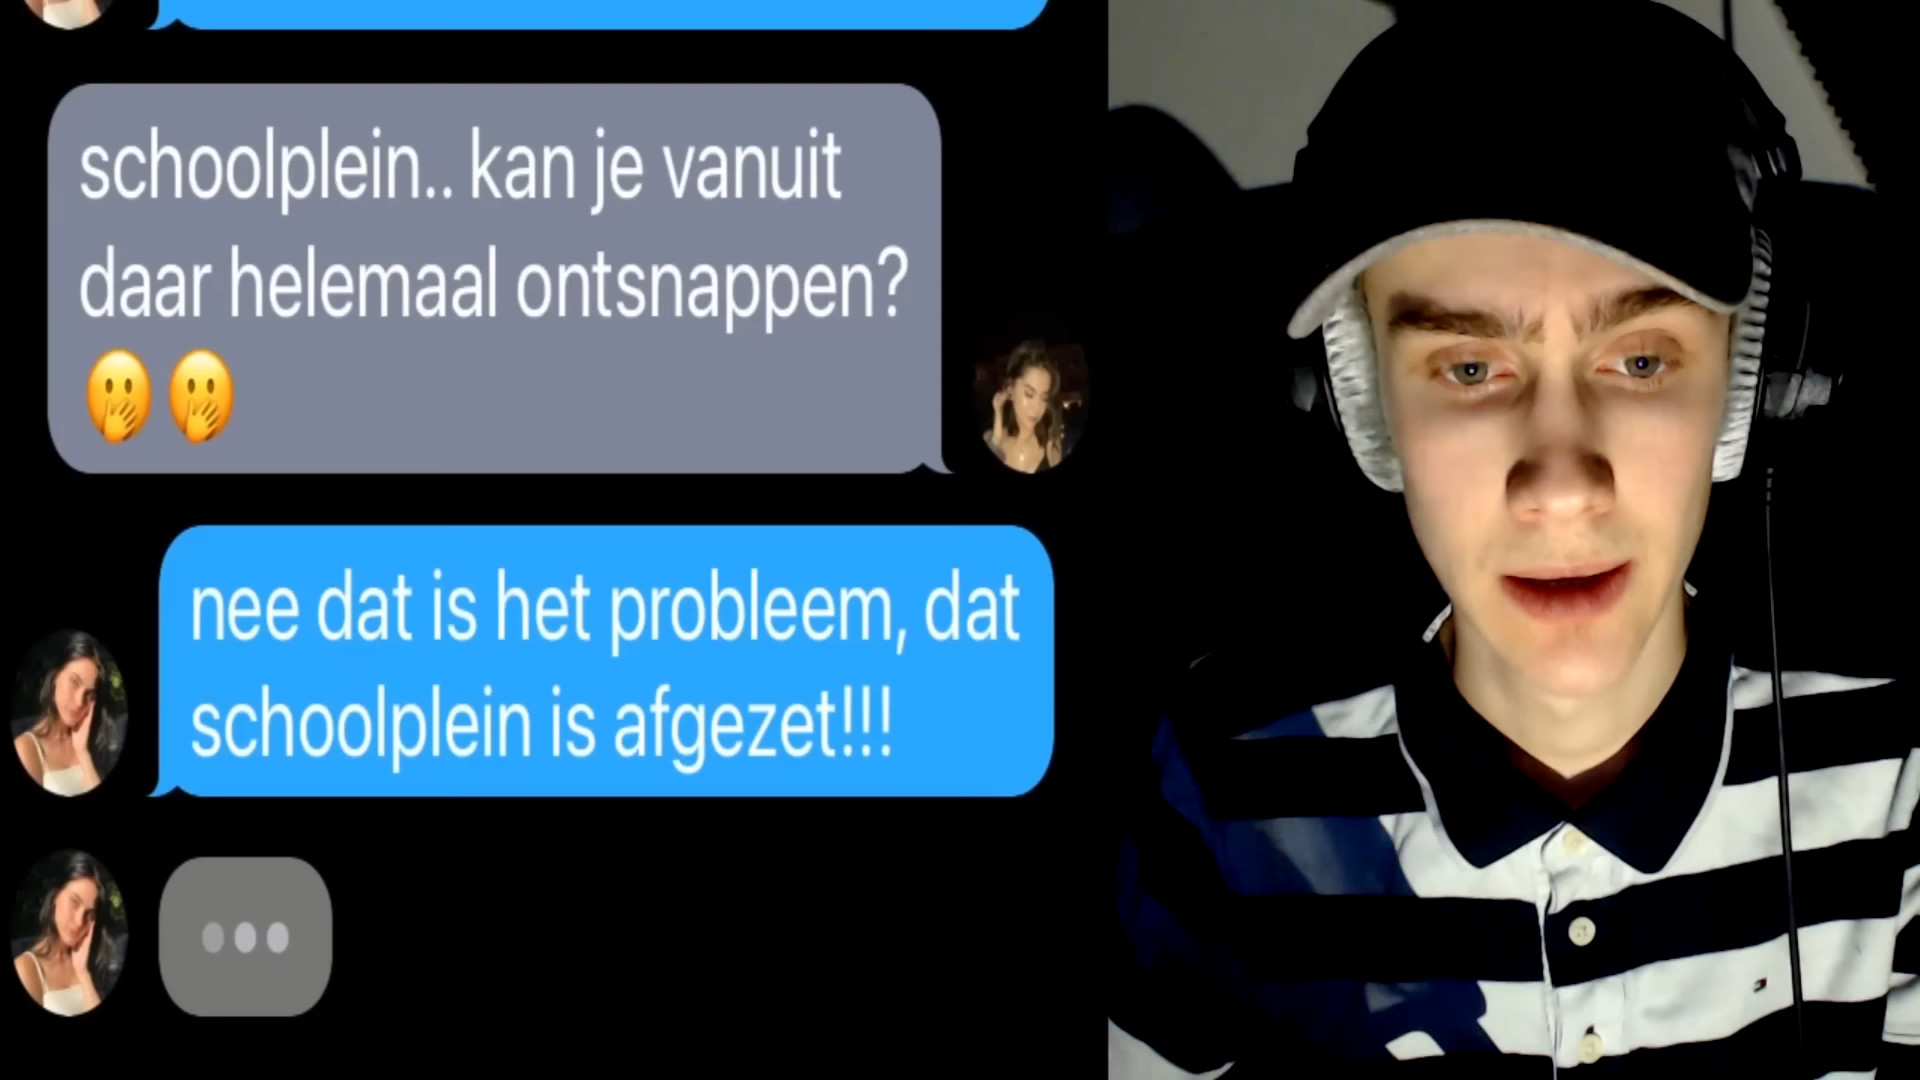 schoolplein.. kan je vanuit
daar helemaal ontsnappen?
🫢🫢
nee dat is het probleem, dat
schoolplein is afgezet!!!